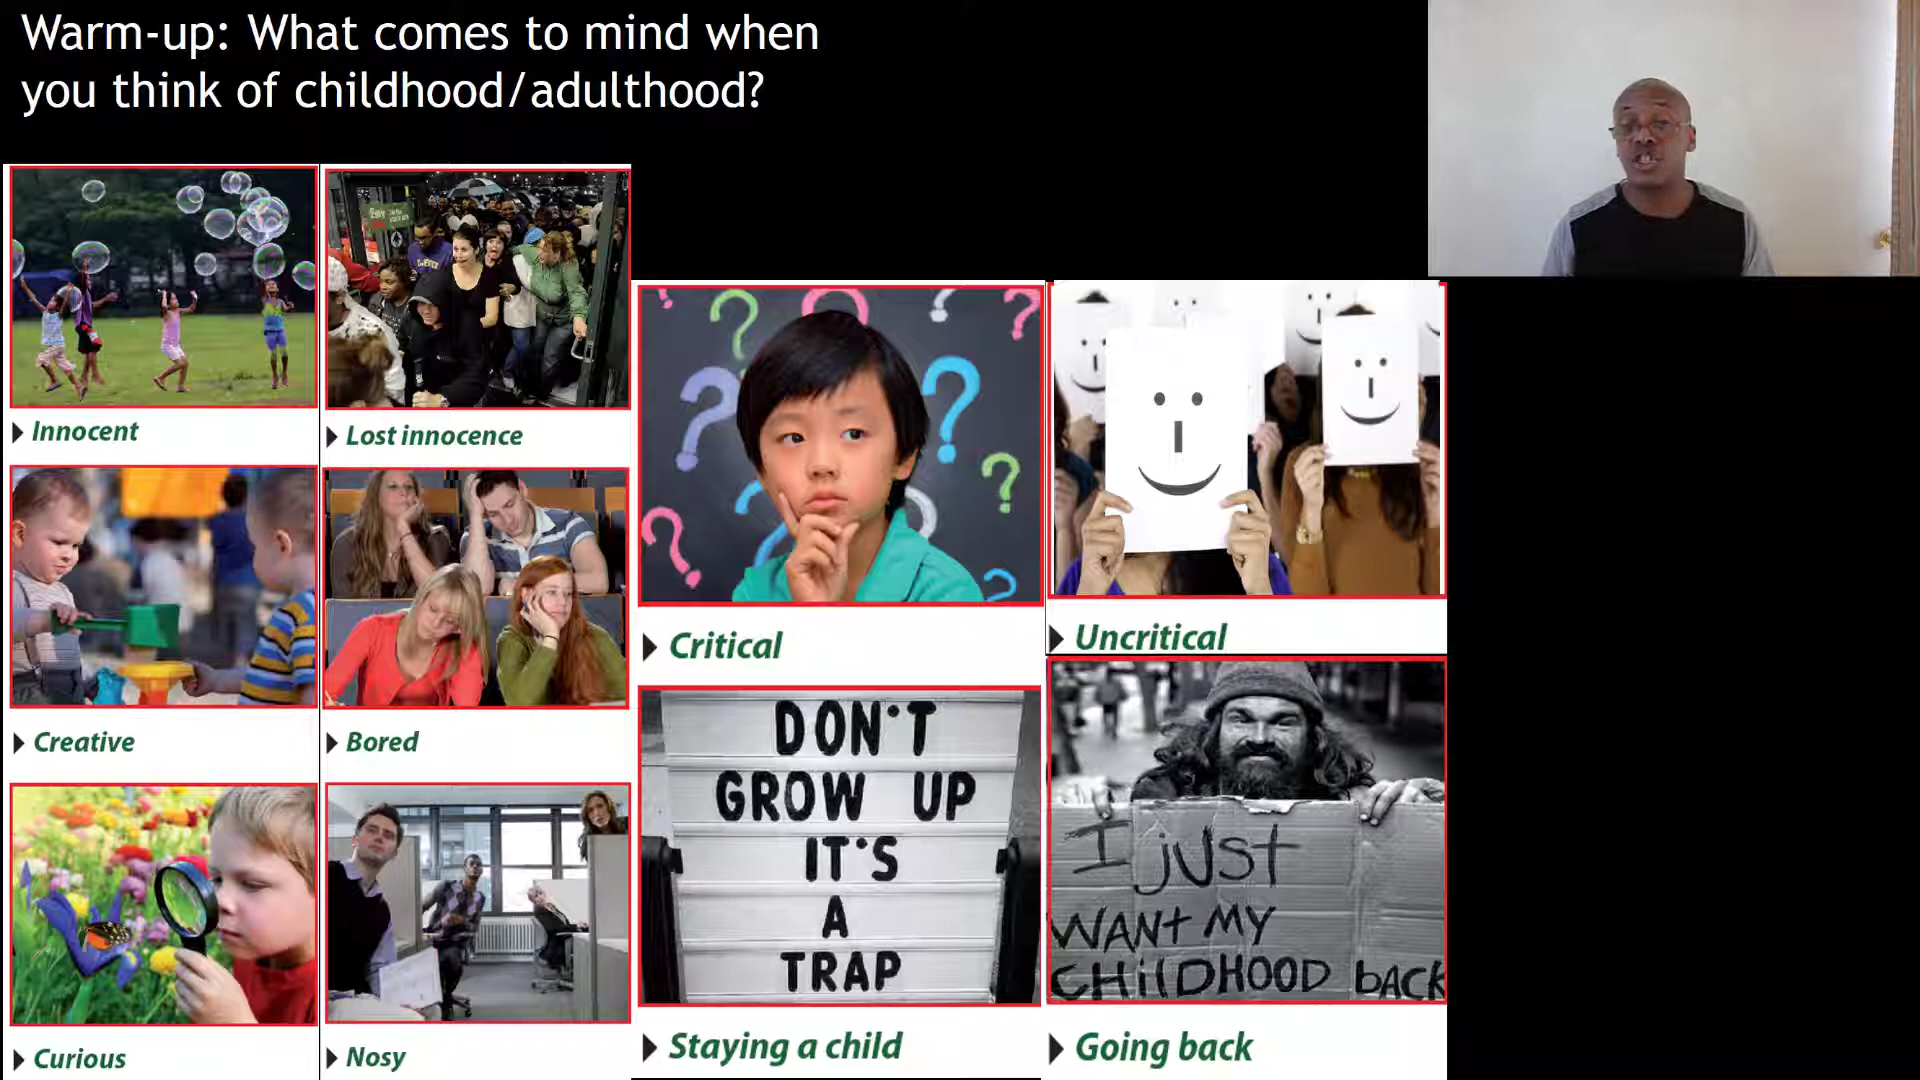 Warm-up: What comes to mind when
you think of childhood/adulthood?
Innocent
Lost innocence
Creative
Bored
Curious
Nosy
Critical
Uncritical
DON'T
GROW UP
IT'S
A
TRAP
I just
WANT MY
CHILDHOOD bACK
Staying a child
Going back